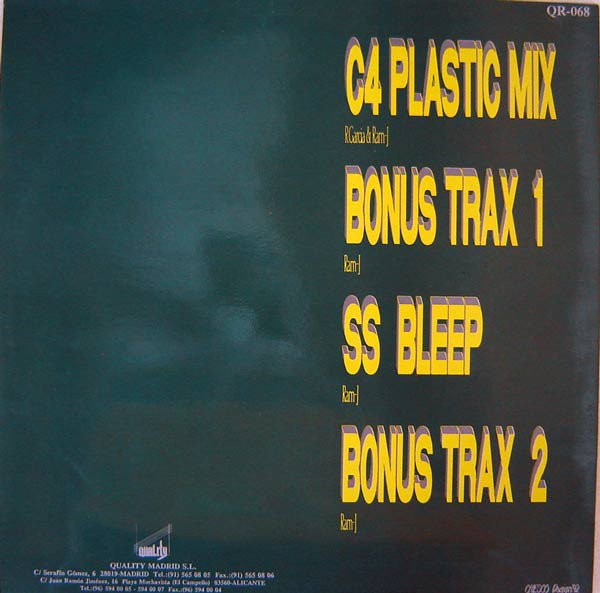 QR-068
C4 PLASTIC MIX
R.Garcia & Ram-J
BONUS TRAX 1
Ram-J
SS BLEEP
Ram-J
BONUS TRAX 2
Ram-J
quality
QUALITY MADRID S.L.
C/ Serafín Gómez, 6 28019-MADRID Tel.:(91) 565 08 05 Fax.:(91) 565 08 06
C/ Juan Ramón Jiménez, 16 Playa Muchavista (El Campello) 03560-ALICANTE
Tel.:(96) 594 00 05 - 594 00 07 Fax.:(96) 594 00 04